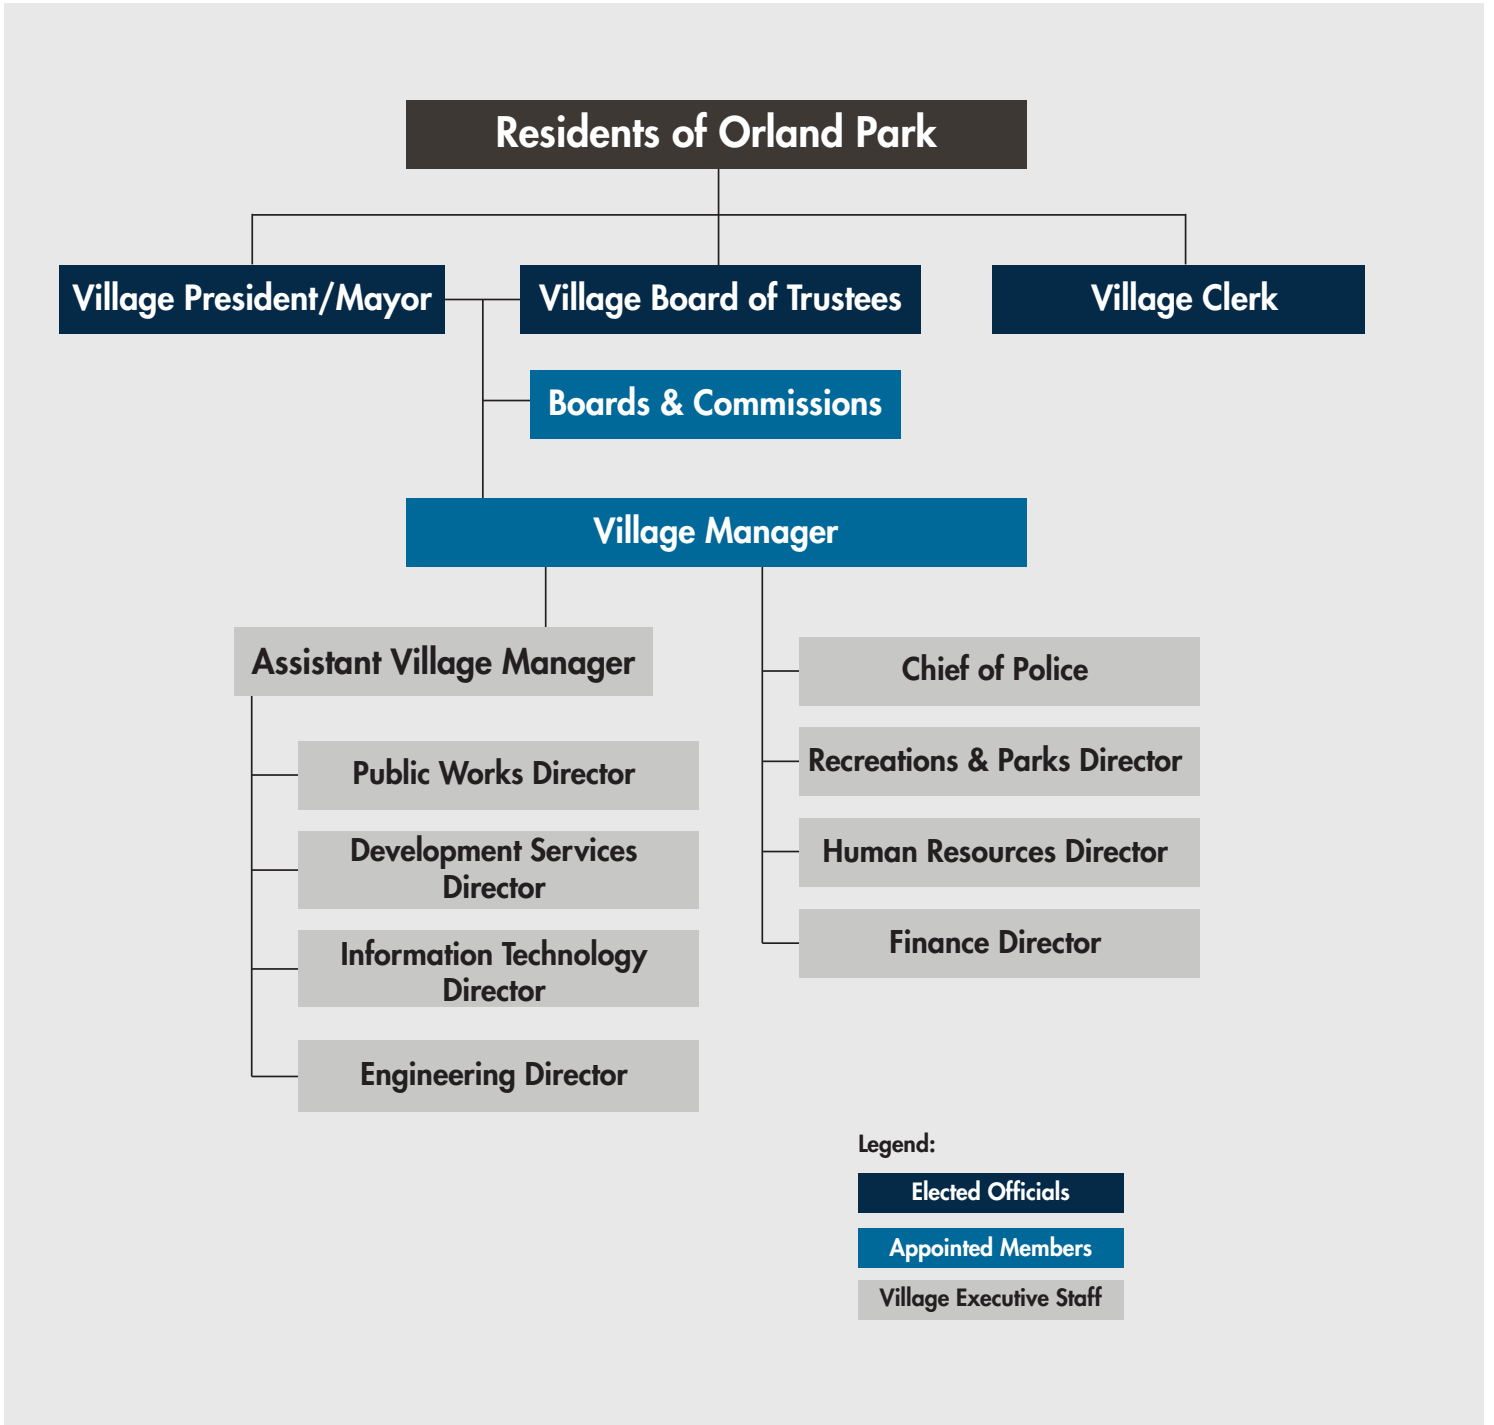 Residents of Orland Park
Village President/Mayor
Village Board of Trustees
Village Clerk
Boards & Commissions
Village Manager
Assistant Village Manager
Public Works Director
Development Services
Director
Information Technology
Director
Engineering Director
Chief of Police
Recreations & Parks Director
Human Resources Director
Finance Director
Legend:
Elected Officials
Appointed Members
Village Executive Staff